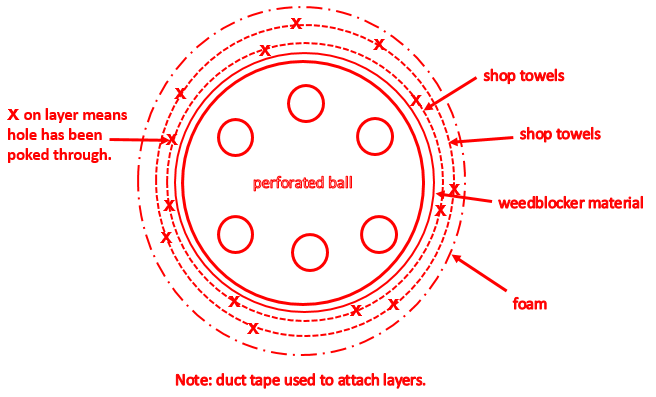 shop towels
X on layer means
hole has been
poked through.
shop towels
perforated ball
weedblocker material
foam
Note: duct tape used to attach layers.